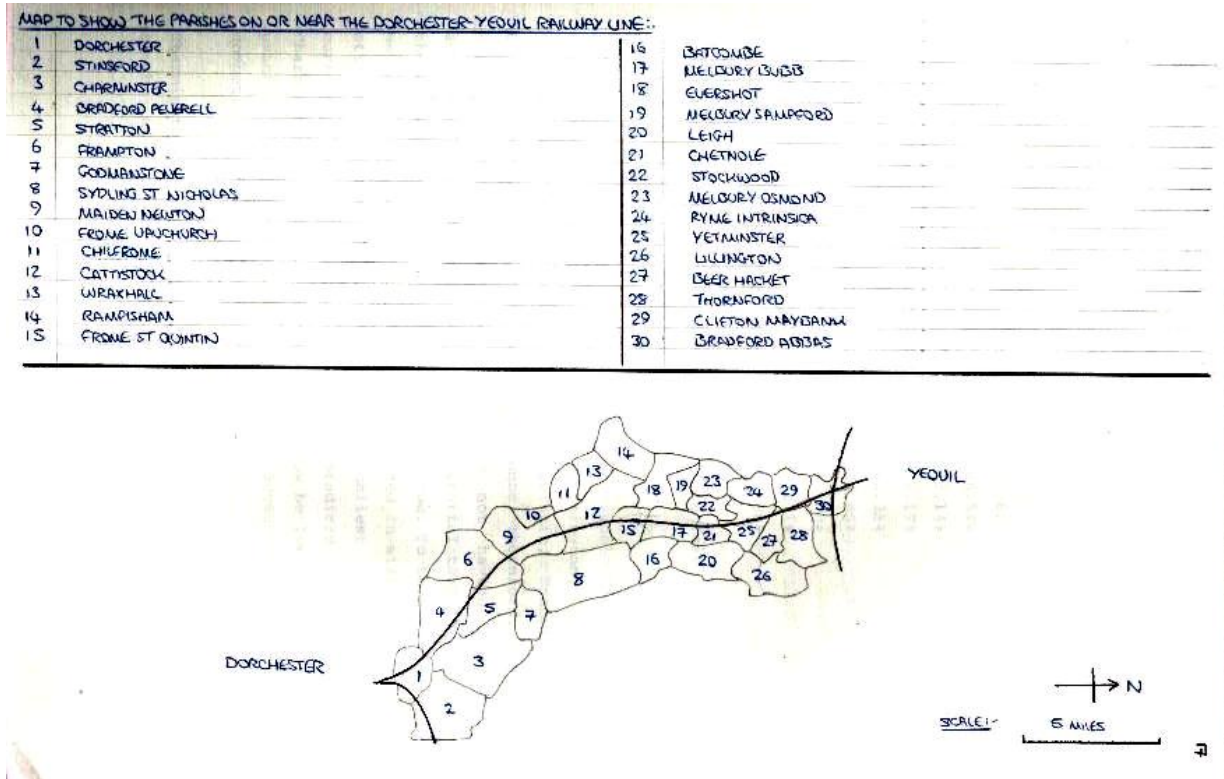 MAP TO SHOW THE PARISHES ON OR NEAR THE DORCHESTER-YEOVIL RAILWAY LINE:.
1 DORCHESTER
2 STINSFORD
3 CHARMINSTER
4 BRADFORD PEVERELL
5 STRATTON
6 FRAMPTON
7 GODMANSTONE
8 SYDLING ST NICHOLAS
9 MAIDEN NEWTON
10 FROME VAUCHURCH
11 CHILFROME
12 CATTISTOCK
13 WRAXHALL
14 RAMPISHAM
15 FROME ST QUINTIN
16 BATCOMBE
17 MELBURY BUBB
18 EVERSHOT
19 MELBURY SAMPFORD
20 LEIGH
21 CHETNOLE
22 STOCKWOOD
23 MELBURY OSMOND
24 RYME INTRINSICA
25 YETMINSTER
26 LILLINGTON
27 BEER HACKET
28 THORNFORD
29 CLIFTON MAYBANK
30 BRADFORD ABBAS
14
13
11
18
19
23
24
29
30
YEOVIL
10
12
22
9
15
17
21
25
27
28
6
8
16
20
26
4
5
7
DORCHESTER
1
3
2
N
SCALE:- 5 MILES
7